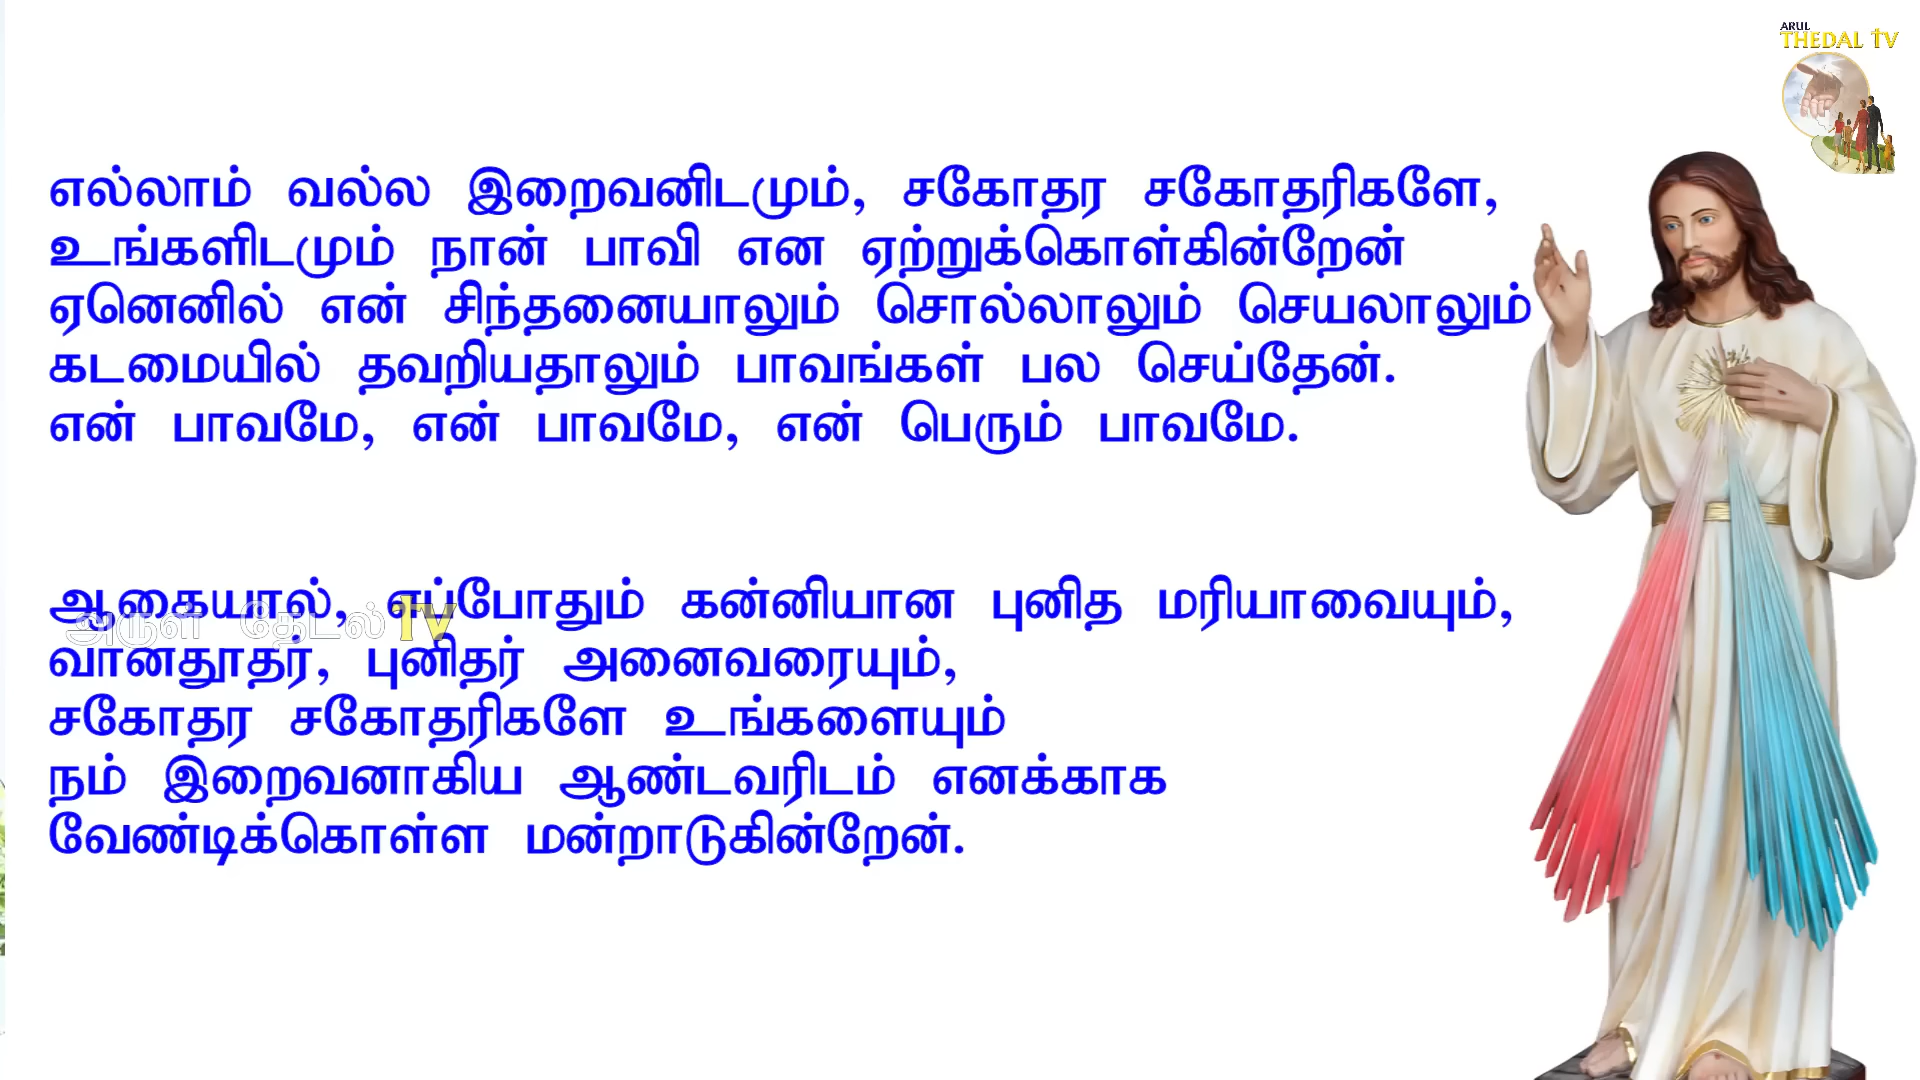 ARUL
THEDAL TV
எல்லாம் வல்ல இறைவனிடமும், சகோதர சகோதரிகளே,
உங்களிடமும் நான் பாவி என ஏற்றுக்கொள்கின்றேன்
ஏனெனில் என் சிந்தனையாலும் சொல்லாலும் செயலாலும்
கடமையில் தவறியதாலும் பாவங்கள் பல செய்தேன்.
என் பாவமே, என் பாவமே, என் பெரும் பாவமே.
ஆகையால், எப்போதும் கன்னியான புனித மரியாவையும்,
அருள் தேடல் TV
வானதூதர், புனிதர் அனைவரையும்,
சகோதர சகோதரிகளே உங்களையும்
நம் இறைவனாகிய ஆண்டவரிடம் எனக்காக
வேண்டிக்கொள்ள மன்றாடுகின்றேன்.